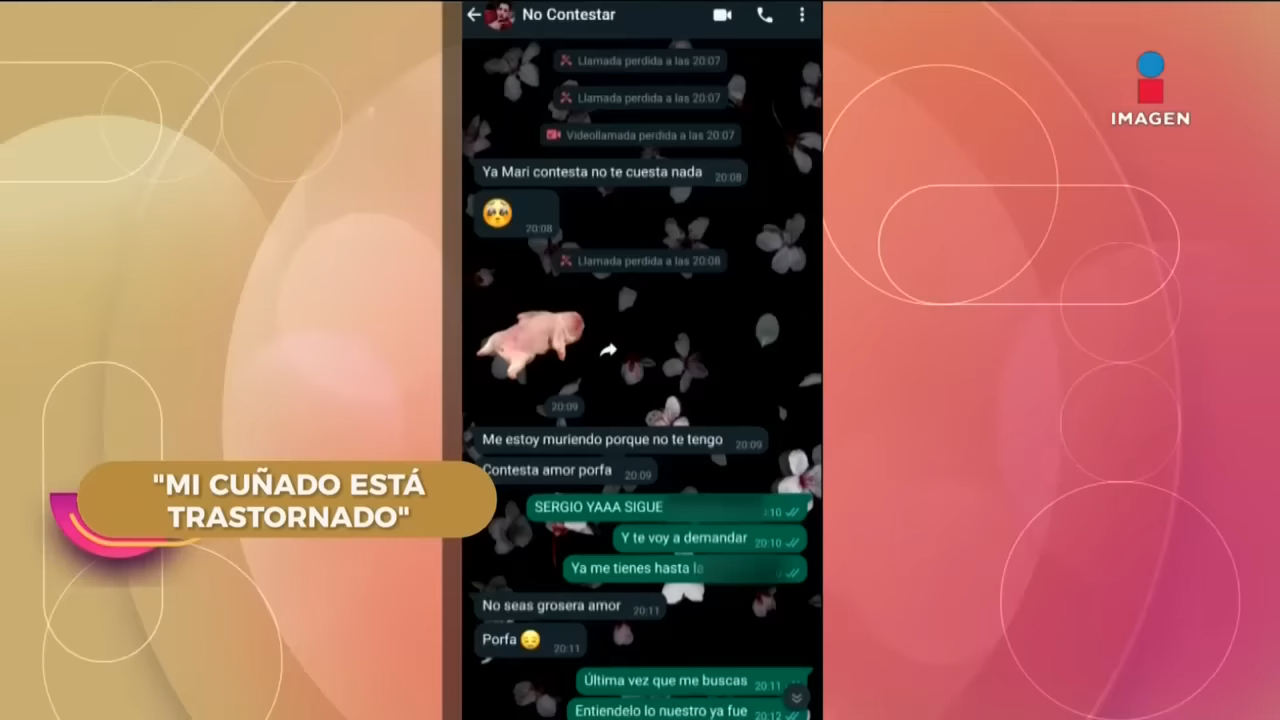 No Contestar
Llamada perdida a las 20:07
Llamada perdida a las 20:07
Videollamada perdida a las 20:07
Ya Mari contesta no te cuesta nada 20:08
20:08
Llamada perdida a las 20:08
20:09
Me estoy muriendo porque no te tengo 20:09
Contesta amor porfa 20:09
SERGIO YAAA SIGUE :10
Y te voy a demandar 20:10
Ya me tienes hasta la
No seas grosera amor 20:11
Porfa 20:11
Última vez que me buscas 20:11
Entiendelo lo nuestro ya fue 20:12
"MI CUÑADO ESTÁ
TRASTORNADO"
IMAGEN